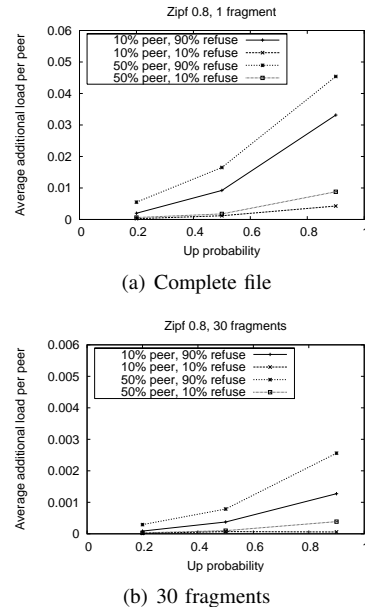 Zipf 0.8, 1 fragment
0.06
0.05
0.04
0.03
0.02
0.01
0
Average additional load per peer
10% peer, 90% refuse
10% peer, 10% refuse
50% peer, 90% refuse
50% peer, 10% refuse
0 0.2 0.4 0.6 0.8 1
Up probability
(a) Complete file
Zipf 0.8, 30 fragments
0.006
0.005
0.004
0.003
0.002
0.001
0
Average additional load per peer
10% peer, 90% refuse
10% peer, 10% refuse
50% peer, 90% refuse
50% peer, 10% refuse
0 0.2 0.4 0.6 0.8 1
Up probability
(b) 30 fragments